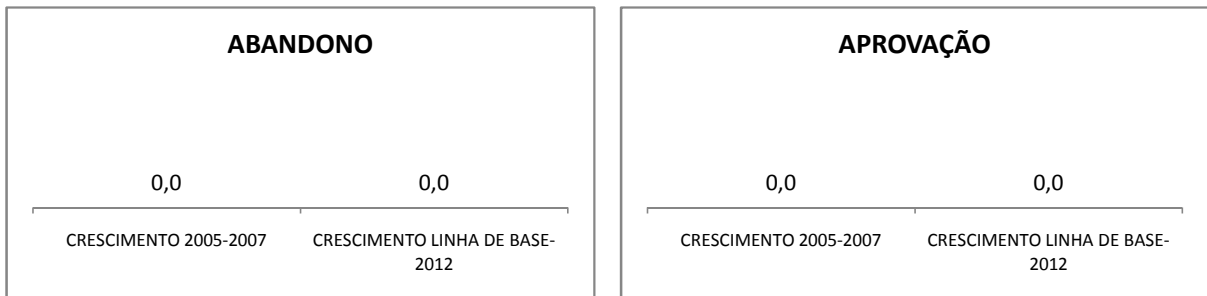 ABANDONO
0,0 0,0
CRESCIMENTO 2005-2007 CRESCIMENTO LINHA DE BASE-
2012
APROVAÇÃO
0,0 0,0
CRESCIMENTO 2005-2007 CRESCIMENTO LINHA DE BASE-
2012